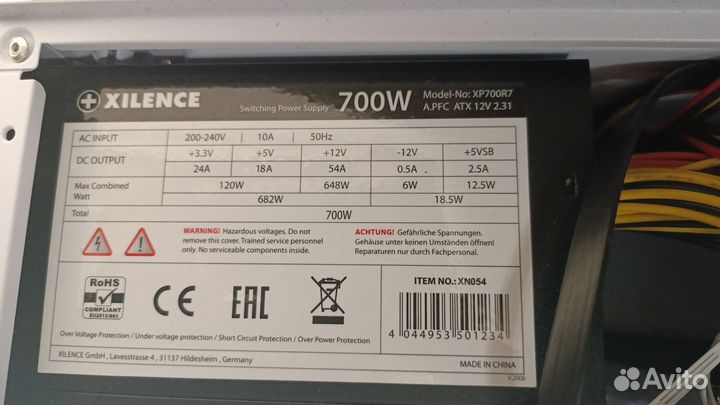 XILENCE
Switching Power Supply 700W Model-No: XP700R7
A.PFC ATX 12V 2.31
AC INPUT 200-240V 10A 50Hz
DC OUTPUT +3.3V +5V +12V -12V +5VSB
24A 18A 54A 0.5A 2.5A
Max Combined Watt 120W 648W 6W 12.5W
682W 18.5W
Total 700W
WARNING! Hazardous voltages. Do not
remove this cover. Trained service personnel
only. No serviceable components inside.
ACHTUNG! Gefährliche Spannungen.
Gehäuse unter keinen Umständen öffnen!
Reparaturen nur durch Fachpersonal.
RoHS
COMPLIANT
EU2015/863
CE
EAC
ITEM NO.: XN054
4 044953 501234
Over Voltage Protection / Under voltage protection / Short Circuit Protection / Over Power Protection
XILENCE GmbH , Lavesstrasse 4 , 31137 Hildesheim , Germany
MADE IN CHINA
V.2006
Avito